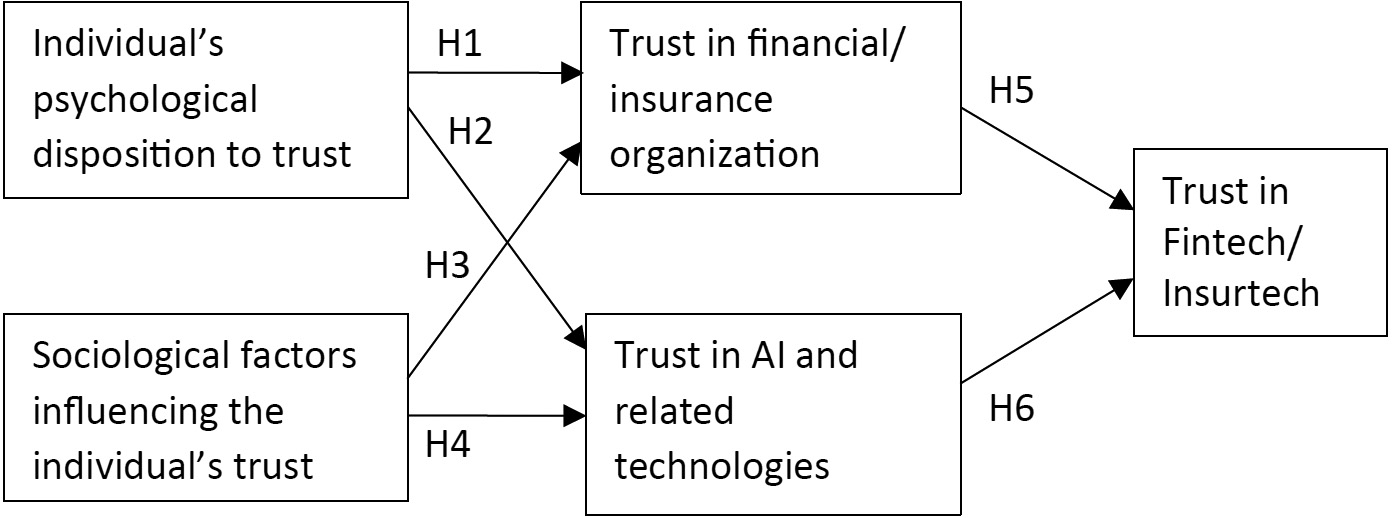 Individual’s
psychological
disposition to trust
H1
H2
Trust in financial/
insurance
organization
H5
Trust in
Fintech/
Insurtech
H3
Sociological factors
influencing the
individual’s trust
H4
Trust in AI and
related
technologies
H6